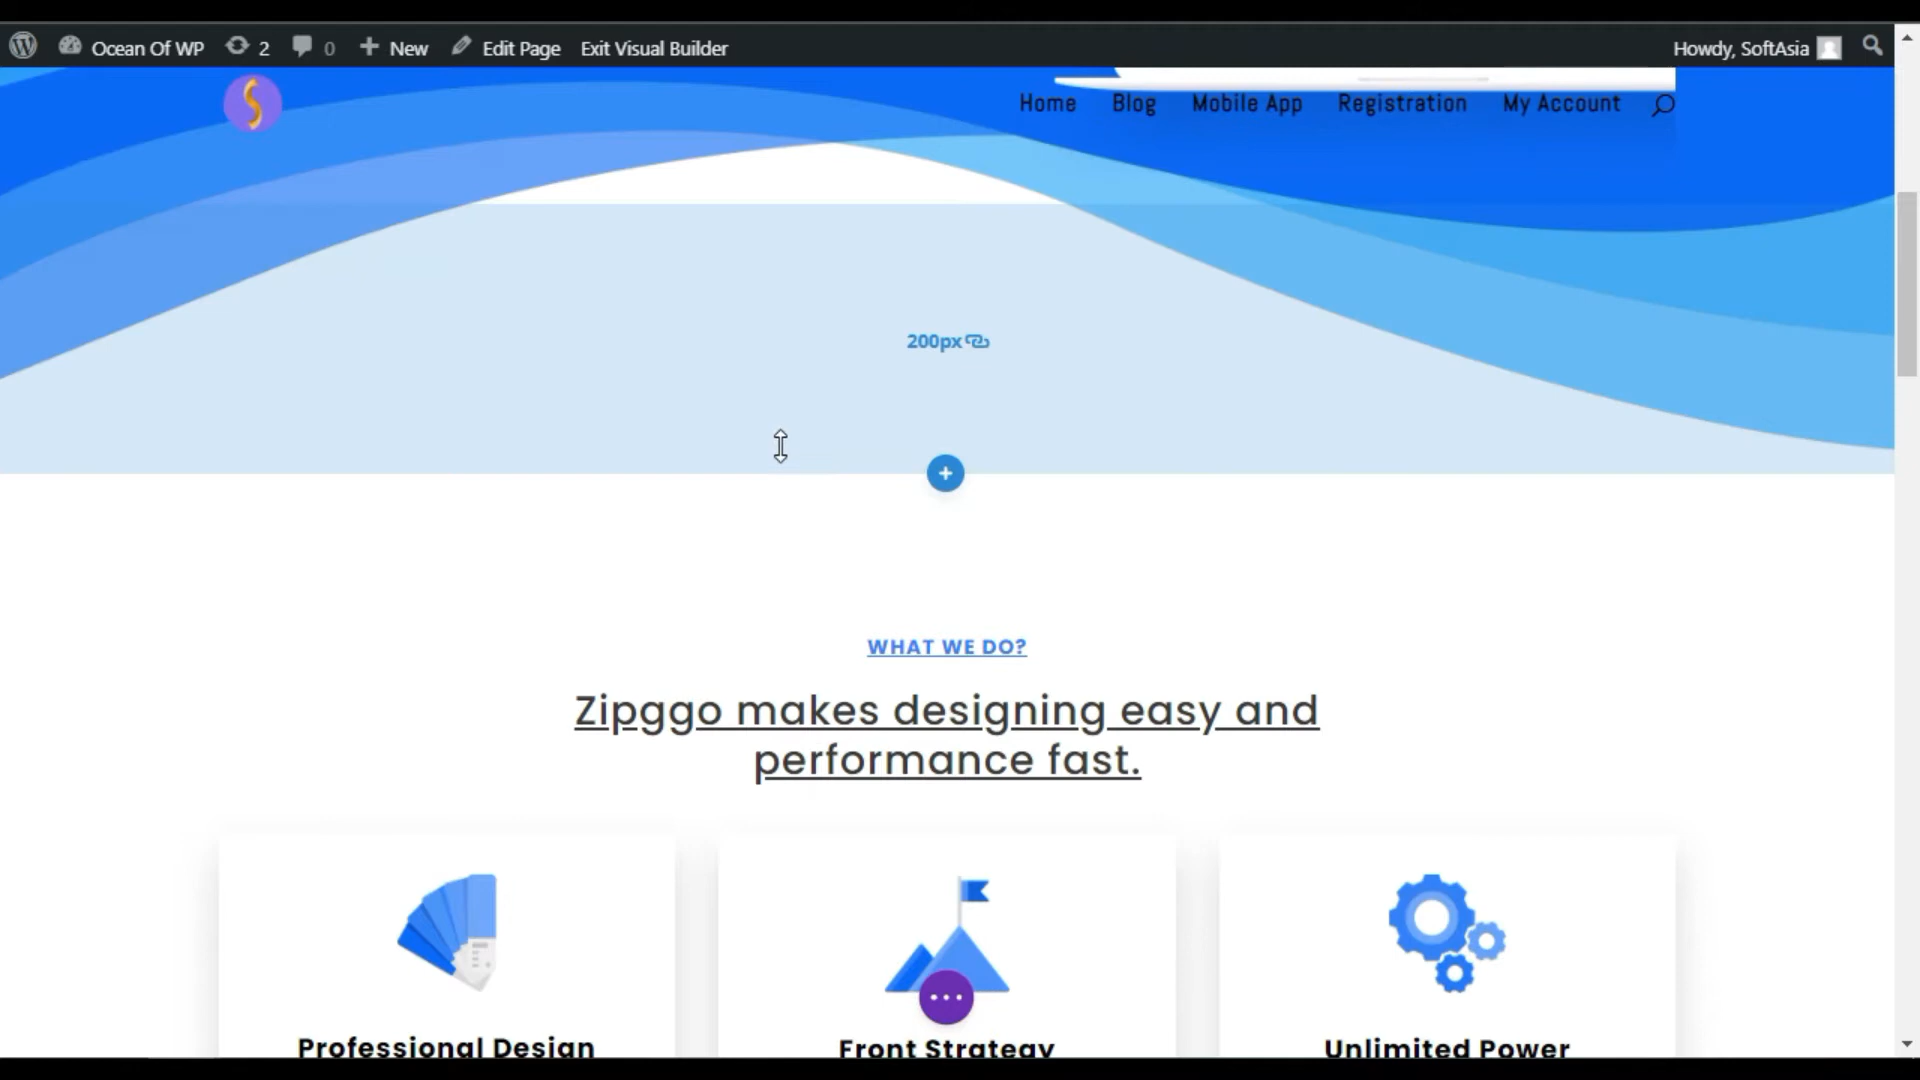 Ocean Of WP 2 0 New Edit Page Exit Visual Builder Howdy, SoftAsia
Home Blog Mobile App Registration My Account
200px
WHAT WE DO?
Zipggo makes designing easy and
performance fast.
Professional Design Front Strategy Unlimited Power